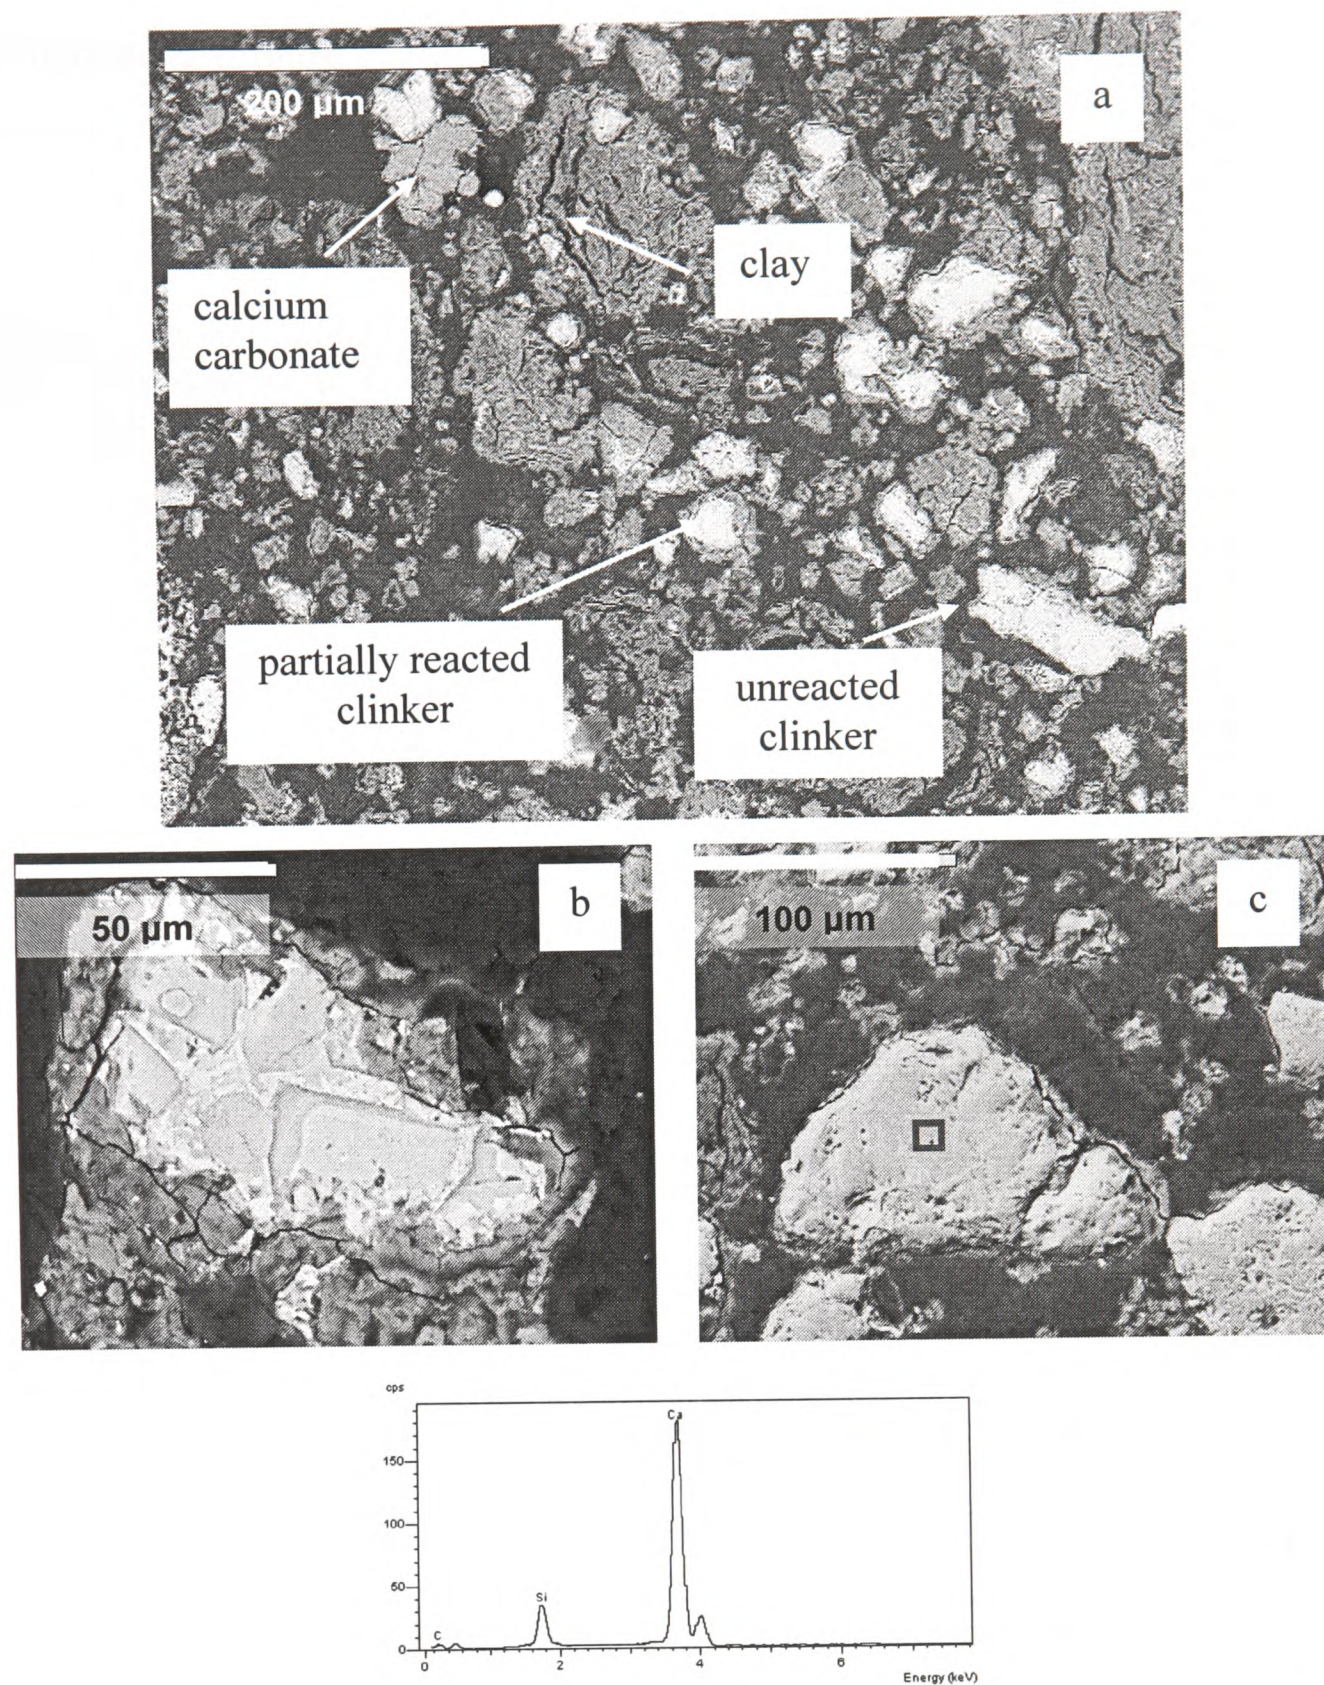 200 µm
a
calcium
carbonate
clay
partially reacted
clinker
unreacted
clinker
50 µm
b
100 µm
c
cps
Ca
150
100
50
Si
C
0
0
2
4
6
Energy (keV)